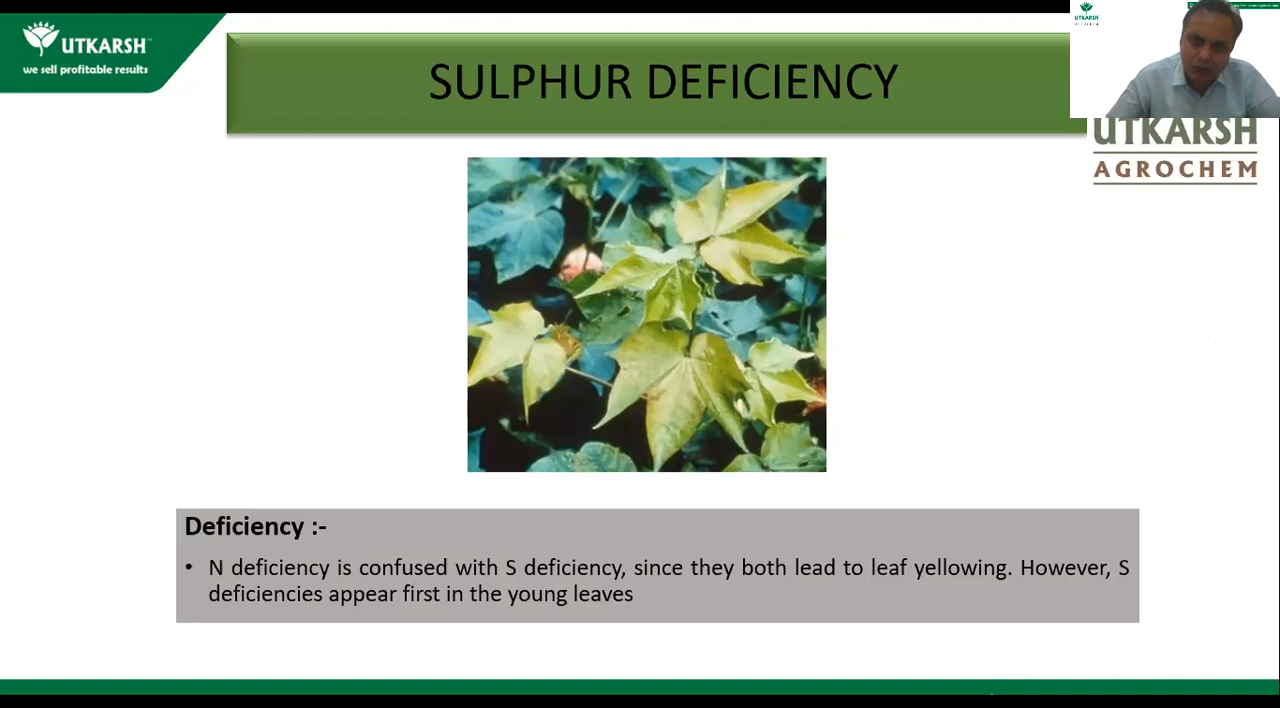 UTKARSH
we sell profitable results
SULPHUR DEFICIENCY
UTKARSH
UTKARSH
AGROCHEM
Deficiency :-
• N deficiency is confused with S deficiency, since they both lead to leaf yellowing. However, S
deficiencies appear first in the young leaves